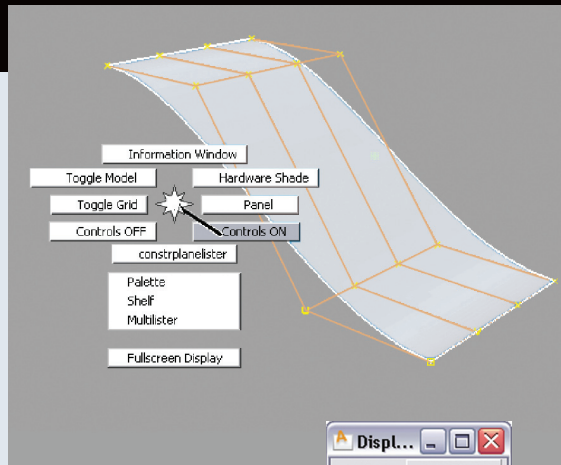 Information Window
Toggle Model
Hardware Shade
Toggle Grid
Panel
Controls OFF
Controls ON
constrplanelister
Palette
Shelf
Multilister
Fullscreen Display
Displ...